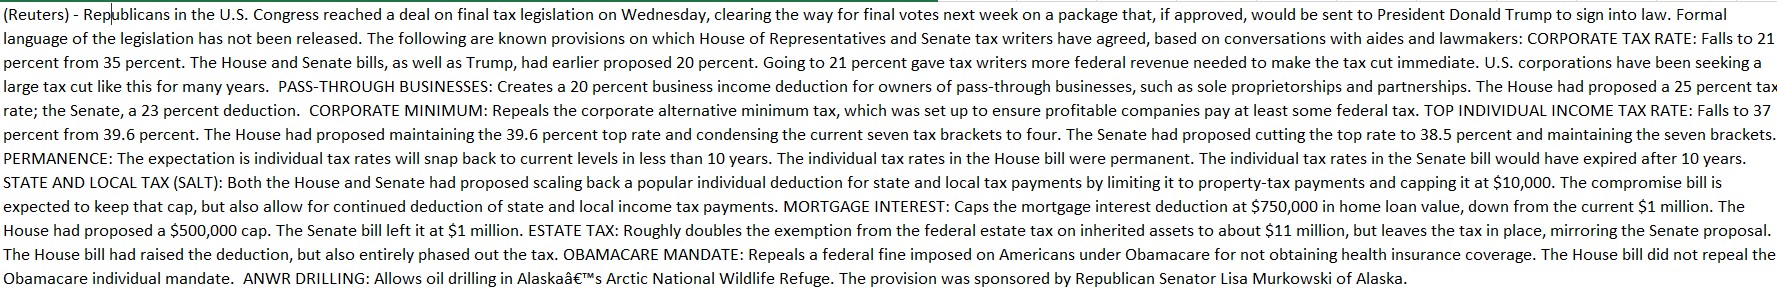 (Reuters) - Republicans in the U.S. Congress reached a deal on final tax legislation on Wednesday, clearing the way for final votes next week on a package that, if approved, would be sent to President Donald Trump to sign into law. Formal
language of the legislation has not been released. The following are known provisions on which House of Representatives and Senate tax writers have agreed, based on conversations with aides and lawmakers: CORPORATE TAX RATE: Falls to 21
percent from 35 percent. The House and Senate bills, as well as Trump, had earlier proposed 20 percent. Going to 21 percent gave tax writers more federal revenue needed to make the tax cut immediate. U.S. corporations have been seeking a
large tax cut like this for many years.  PASS-THROUGH BUSINESSES: Creates a 20 percent business income deduction for owners of pass-through businesses, such as sole proprietorships and partnerships. The House had proposed a 25 percent tax
rate; the Senate, a 23 percent deduction.  CORPORATE MINIMUM: Repeals the corporate alternative minimum tax, which was set up to ensure profitable companies pay at least some federal tax. TOP INDIVIDUAL INCOME TAX RATE: Falls to 37
percent from 39.6 percent. The House had proposed maintaining the 39.6 percent top rate and condensing the current seven tax brackets to four. The Senate had proposed cutting the top rate to 38.5 percent and maintaining the seven brackets.
PERMANENCE: The expectation is individual tax rates will snap back to current levels in less than 10 years. The individual tax rates in the House bill were permanent. The individual tax rates in the Senate bill would have expired after 10 years.
STATE AND LOCAL TAX (SALT): Both the House and Senate had proposed scaling back a popular individual deduction for state and local tax payments by limiting it to property-tax payments and capping it at $10,000. The compromise bill is
expected to keep that cap, but also allow for continued deduction of state and local income tax payments. MORTGAGE INTEREST: Caps the mortgage interest deduction at $750,000 in home loan value, down from the current $1 million. The
House had proposed a $500,000 cap. The Senate bill left it at $1 million. ESTATE TAX: Roughly doubles the exemption from the federal estate tax on inherited assets to about $11 million, but leaves the tax in place, mirroring the Senate proposal.
The House bill had raised the deduction, but also entirely phased out the tax. OBAMACARE MANDATE: Repeals a federal fine imposed on Americans under Obamacare for not obtaining health insurance coverage. The House bill did not repeal the
Obamacare individual mandate.  ANWR DRILLING: Allows oil drilling in Alaskaâ€™s Arctic National Wildlife Refuge. The provision was sponsored by Republican Senator Lisa Murkowski of Alaska.